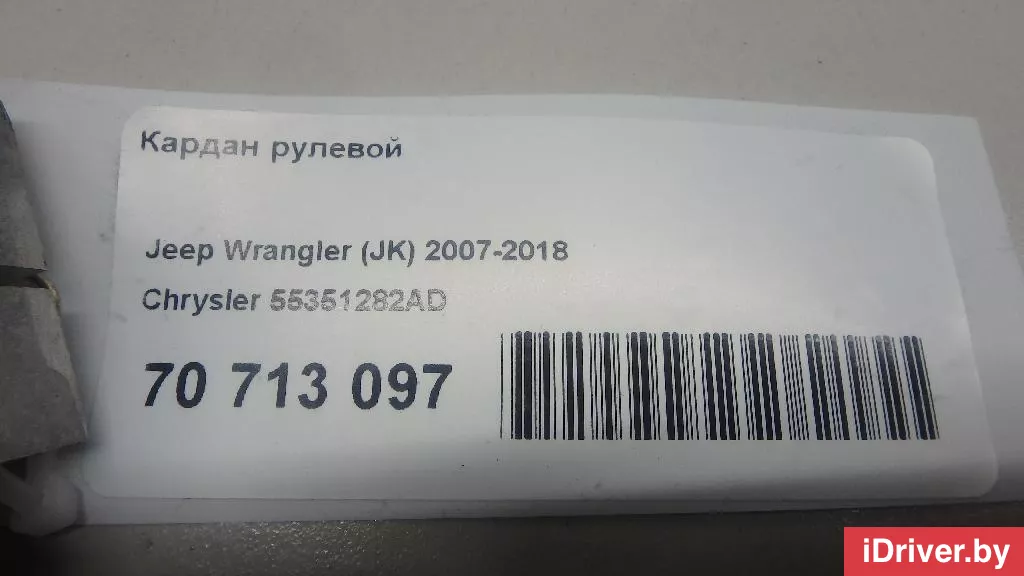 Кардан рулевой
Jeep Wrangler (JK) 2007-2018
Chrysler 55351282AD
70 713 097
iDriver.by